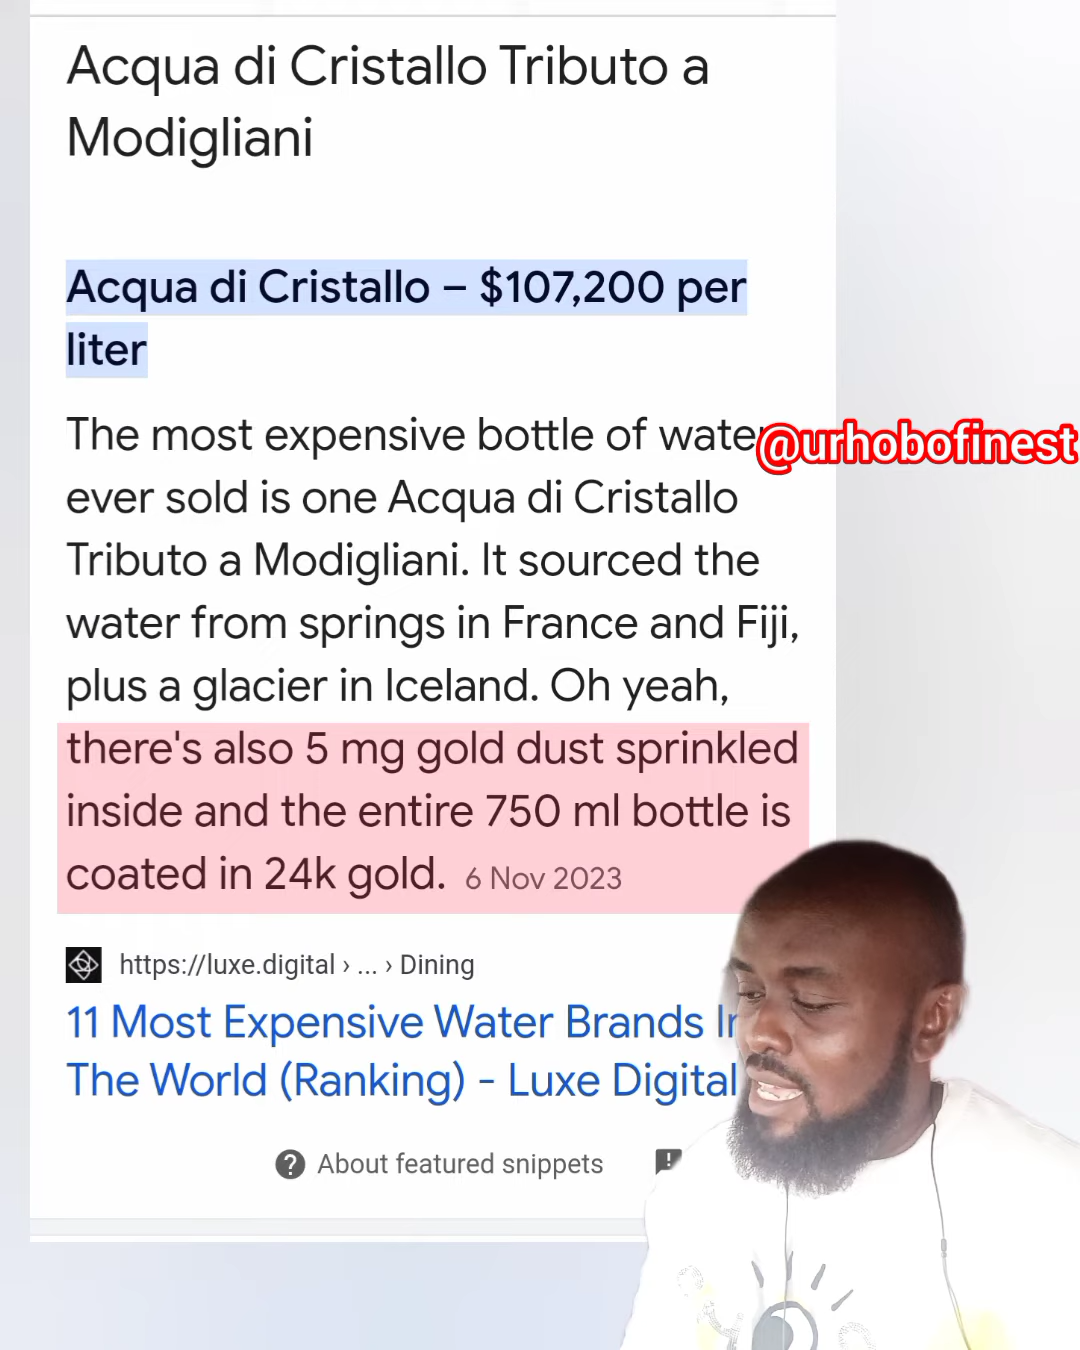 Acqua di Cristallo Tributo a
Modigliani
Acqua di Cristallo – $107,200 per
liter
The most expensive bottle of water
ever sold is one Acqua di Cristallo
Tributo a Modigliani. It sourced the
water from springs in France and Fiji,
plus a glacier in Iceland. Oh yeah,
there's also 5 mg gold dust sprinkled
inside and the entire 750 ml bottle is
coated in 24k gold. 6 Nov 2023
@urhobofinest
https://luxe.digital › ... › Dining
11 Most Expensive Water Brands In
The World (Ranking) - Luxe Digital
About featured snippets